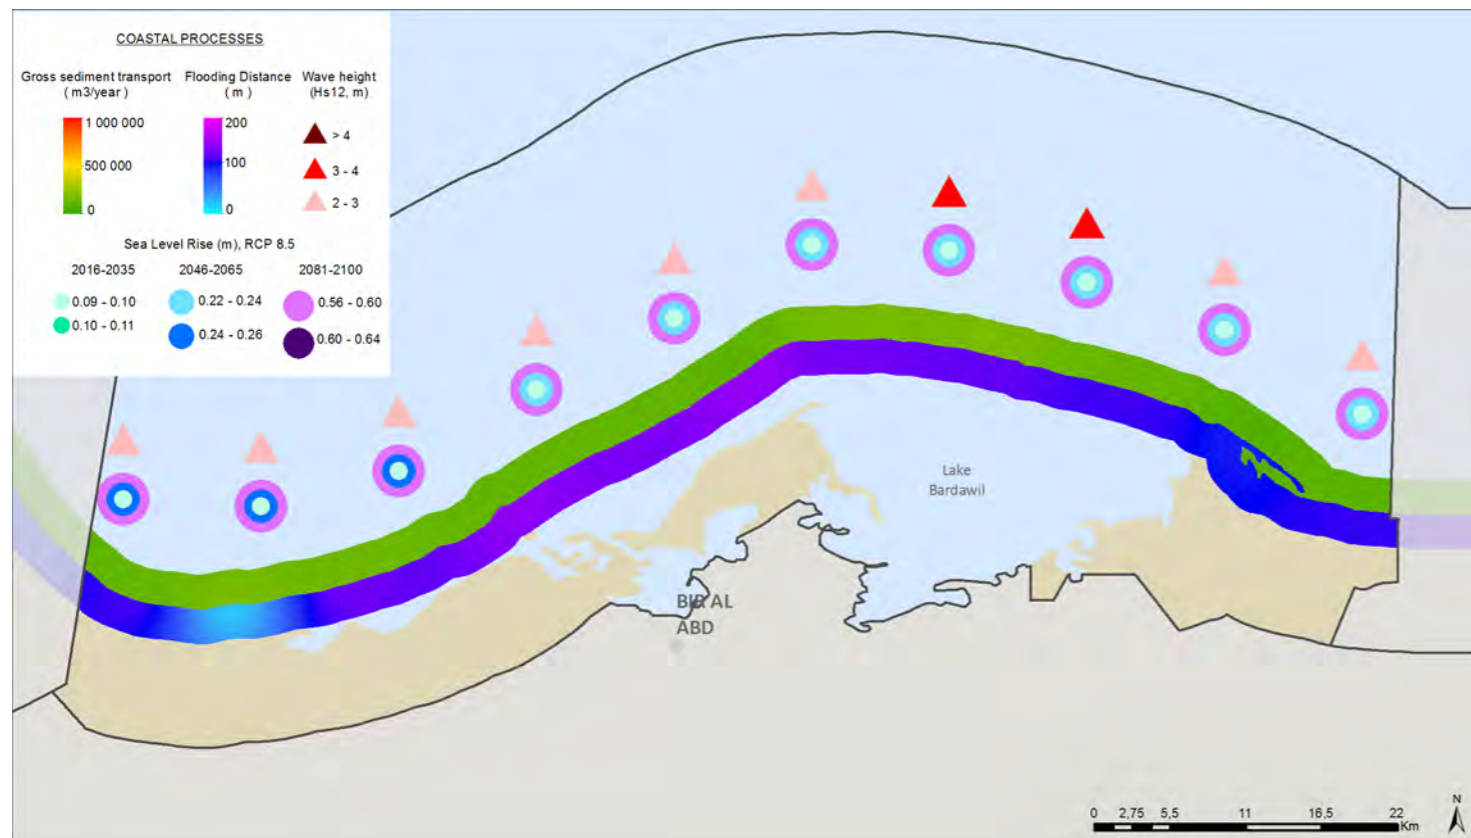 COASTAL PROCESSES
Gross sediment transport
( m3/year )
1 000 000
500 000
0
Flooding Distance
( m )
200
100
0
Wave height
(Hs12, m)
> 4
3 - 4
2 - 3
Sea Level Rise (m), RCP 8.5
2016-2035
0.09 - 0.10
0.10 - 0.11
2046-2065
0.22 - 0.24
0.24 - 0.26
2081-2100
0.56 - 0.60
0.60 - 0.64
Lake
Bardawil
BIR AL
ABD
0 2,75 5,5 11 16,5 22
Km
N